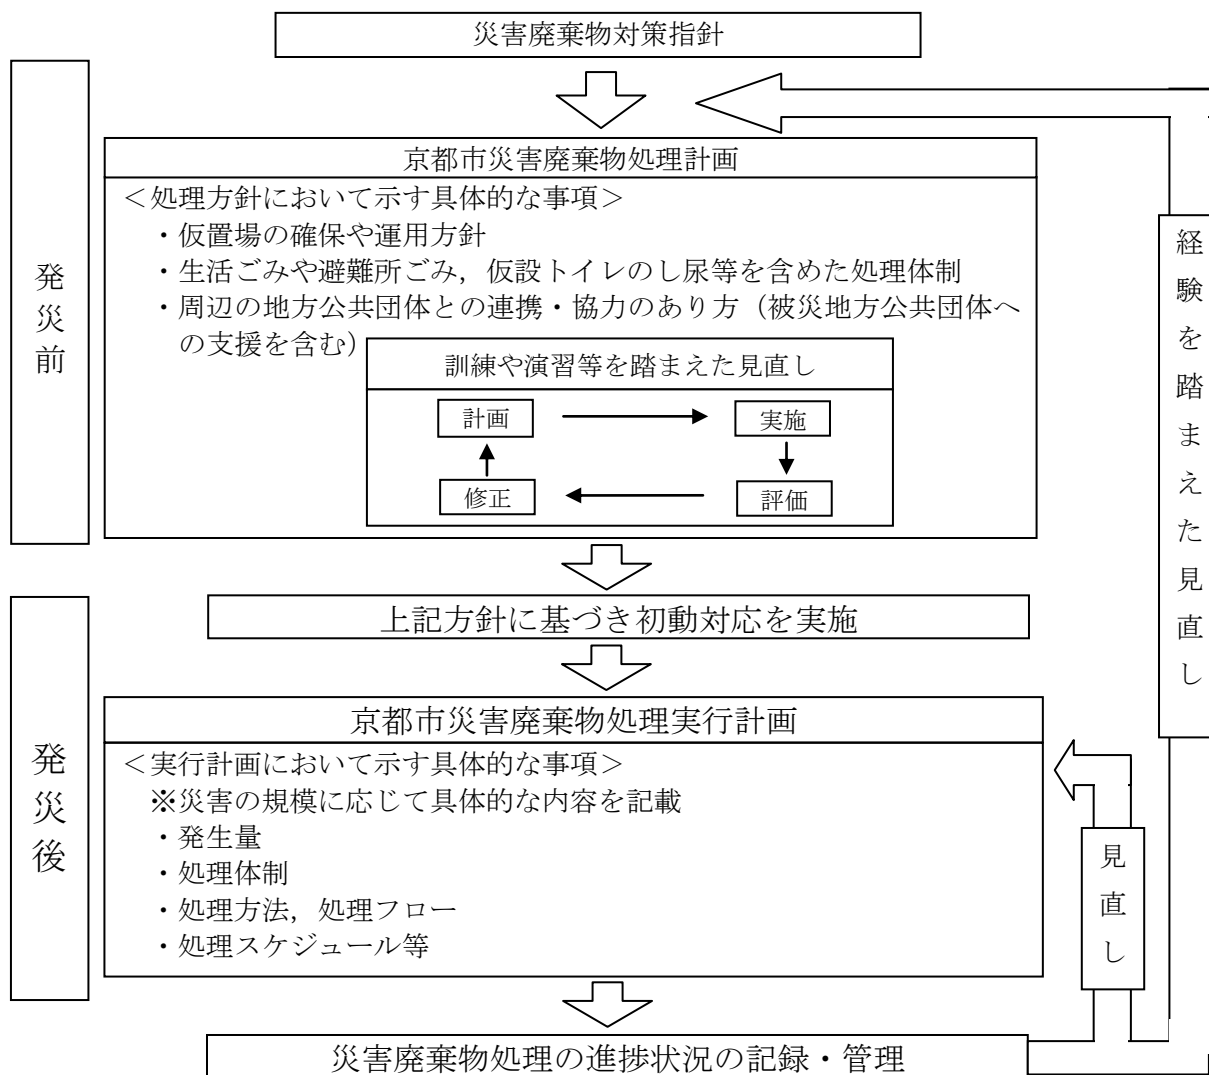 災害廃棄物対策指針
発災前
京都市災害廃棄物処理計画
＜処理方針において示す具体的な事項＞
・仮置場の確保や運用方針
・生活ごみや避難所ごみ，仮設トイレのし尿等を含めた処理体制
・周辺の地方公共団体との連携・協力のあり方（被災地方公共団体へ
の支援を含む）
訓練や演習等を踏まえた見直し
計画
実施
修正
評価
経験を踏まえた見直し
上記方針に基づき初動対応を実施
発災後
京都市災害廃棄物処理実行計画
＜実行計画において示す具体的な事項＞
※災害の規模に応じて具体的な内容を記載
・発生量
・処理体制
・処理方法，処理フロー
・処理スケジュール等
見直し
災害廃棄物処理の進捗状況の記録・管理